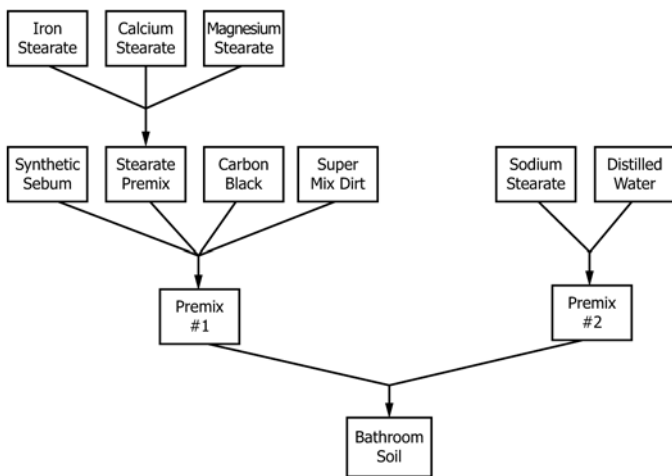 Iron
Stearate
Calcium
Stearate
Magnesium
Stearate
Synthetic
Sebum
Stearate
Premix
Carbon
Black
Super
Mix Dirt
Sodium
Stearate
Distilled
Water
Premix
#1
Premix
#2
Bathroom
Soil